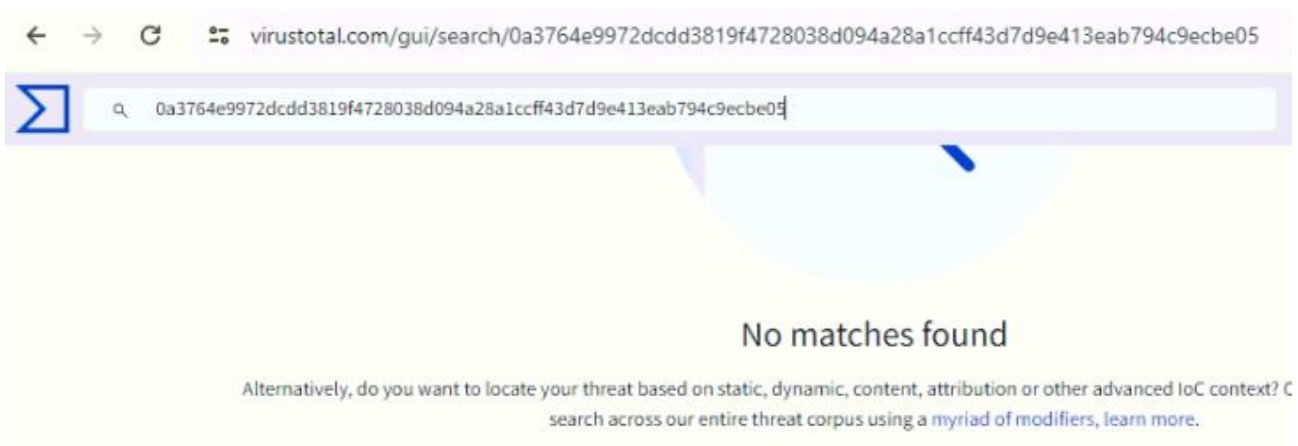 virustotal.com/gui/search/0a3764e9972dcdd3819f4728038d094a28a1ccff43d7d9e413eab794c9ecbe05
0a3764e9972dcdd3819f4728038d094a28a1ccff43d7d9e413eab794c9ecbe05
No matches found
Alternatively, do you want to locate your threat based on static, dynamic, content, attribution or other advanced IoC context?
search across our entire threat corpus using a myriad of modifiers, learn more.